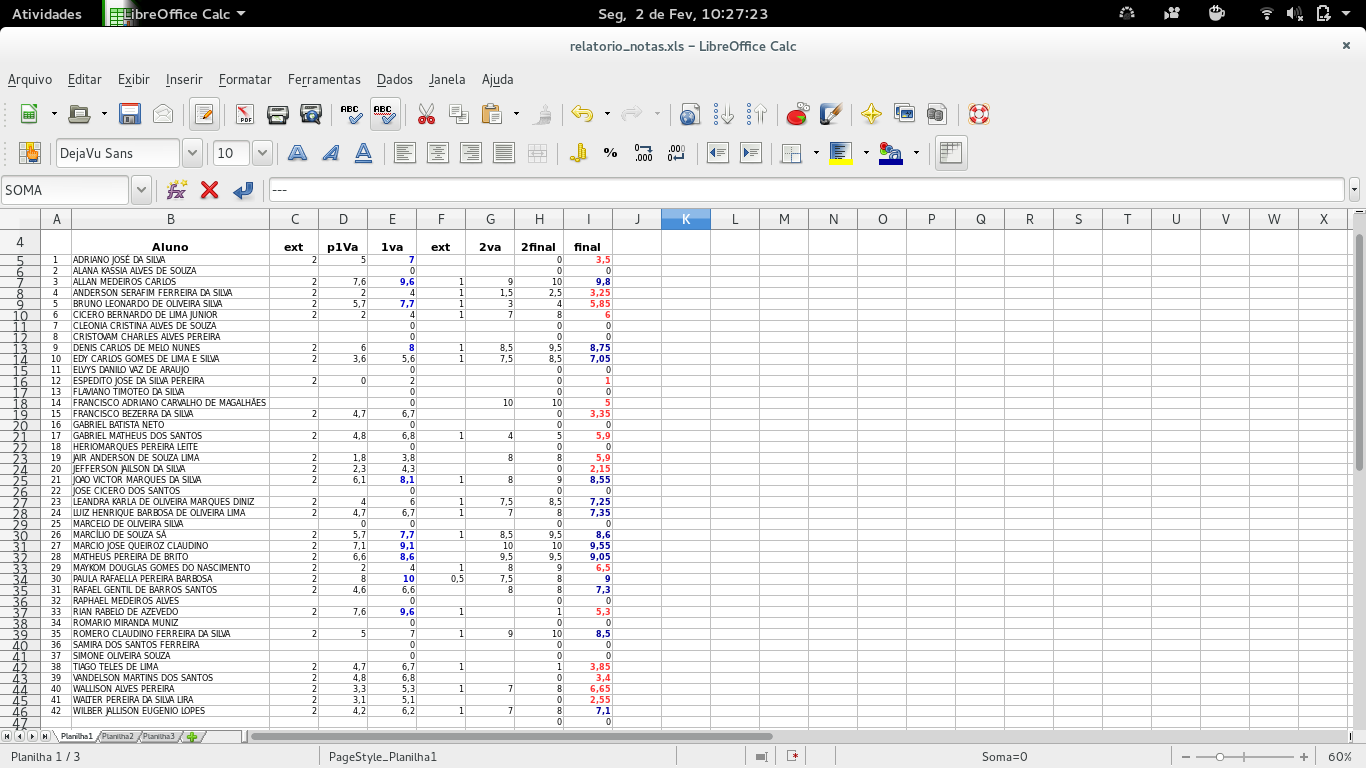 Atividades LibreOffice Calc Seg, 2 de Fev, 10:27:23
relatorio_notas.xls – LibreOffice Calc ×
Arquivo Editar Exibir Inserir Formatar Ferramentas Dados Janela Ajuda
PDF ABC ABC
DejaVu Sans 10 A A A % .000 .000
SOMA fx ---
A B C D E F G H I J K L M N O P Q R S T U V W X
4 Aluno ext p1Va 1va ext 2va 2final final
5 1 ADRIANO JOSÉ DA SILVA 2 5 7 0 3,5
6 2 ALANA KASSIA ALVES DE SOUZA 0 0 0
7 3 ALLAN MEDEIROS CARLOS 2 7,6 9,6 1 9 10 9,8
8 4 ANDERSON SERAFIM FERREIRA DA SILVA 2 2 4 1 1,5 2,5 3,25
9 5 BRUNO LEONARDO DE OLIVEIRA SILVA 2 5,7 7,7 1 3 4 5,85
10 6 CICERO BERNARDO DE LIMA JUNIOR 2 2 4 1 7 8 6
11 7 CLEONIA CRISTINA ALVES DE SOUZA 0 0 0
12 8 CRISTOVAM CHARLES ALVES PEREIRA 0 0 0
13 9 DENIS CARLOS DE MELO NUNES 2 6 8 1 8,5 9,5 8,75
14 10 EDY CARLOS GOMES DE LIMA E SILVA 2 3,6 5,6 1 7,5 8,5 7,05
15 11 ELVYS DANILO VAZ DE ARAUJO 0 0 0
16 12 ESPEDITO JOSE DA SILVA PEREIRA 2 0 2 0 1
17 13 FLAVIANO TIMOTEO DA SILVA 0 0 0
18 14 FRANCISCO ADRIANO CARVALHO DE MAGALHÃES 0 10 10 5
19 15 FRANCISCO BEZERRA DA SILVA 2 4,7 6,7 0 3,35
20 16 GABRIEL BATISTA NETO 0 0 0
21 17 GABRIEL MATHEUS DOS SANTOS 2 4,8 6,8 1 4 5 5,9
22 18 HERIOMARQUES PEREIRA LEITE 0 0 0
23 19 JAIR ANDERSON DE SOUZA LIMA 2 1,8 3,8 8 8 5,9
24 20 JEFFERSON JAILSON DA SILVA 2 2,3 4,3 0 2,15
25 21 JOAO VICTOR MARQUES DA SILVA 2 6,1 8,1 1 8 9 8,55
26 22 JOSE CICERO DOS SANTOS 0 0 0
27 23 LEANDRA KARLA DE OLIVEIRA MARQUES DINIZ 2 4 6 1 7,5 8,5 7,25
28 24 LUIZ HENRIQUE BARBOSA DE OLIVEIRA LIMA 2 4,7 6,7 1 7 8 7,35
29 25 MARCELO DE OLIVEIRA SILVA 0 0 0 0
30 26 MARCÍLIO DE SOUZA SÁ 2 5,7 7,7 1 8,5 9,5 8,6
31 27 MARCIO JOSE QUEIROZ CLAUDINO 2 7,1 9,1 10 10 9,55
32 28 MATHEUS PEREIRA DE BRITO 2 6,6 8,6 9,5 9,5 9,05
33 29 MAYKOM DOUGLAS GOMES DO NASCIMENTO 2 2 4 1 8 9 6,5
34 30 PAULA RAFAELLA PEREIRA BARBOSA 2 8 10 0,5 7,5 8 9
35 31 RAFAEL GENTIL DE BARROS SANTOS 2 4,6 6,6 8 8 7,3
36 32 RAPHAEL MEDEIROS ALVES 0 0 0
37 33 RIAN RABELO DE AZEVEDO 2 7,6 9,6 1 1 5,3
38 34 ROMARIO MIRANDA MUNIZ 0 0 0
39 35 ROMERO CLAUDINO FERREIRA DA SILVA 2 5 7 1 9 10 8,5
40 36 SAMIRA DOS SANTOS FERREIRA 0 0 0
41 37 SIMONE OLIVEIRA SOUZA 0 0 0
42 38 TIAGO TELES DE LIMA 2 4,7 6,7 1 1 3,85
43 39 VANDELSON MARTINS DOS SANTOS 2 4,8 6,8 0 3,4
44 40 WALLISON ALVES PEREIRA 2 3,3 5,3 1 7 8 6,65
45 41 WALTER PEREIRA DA SILVA LIRA 2 3,1 5,1 0 2,55
46 42 WILBER JALLISON EUGENIO LOPES 2 4,2 6,2 1 7 8 7,1
47 0 0
Planilha1 Planilha2 Planilha3
Planilha 1 / 3 PageStyle_Planilha1 Soma=0 60%